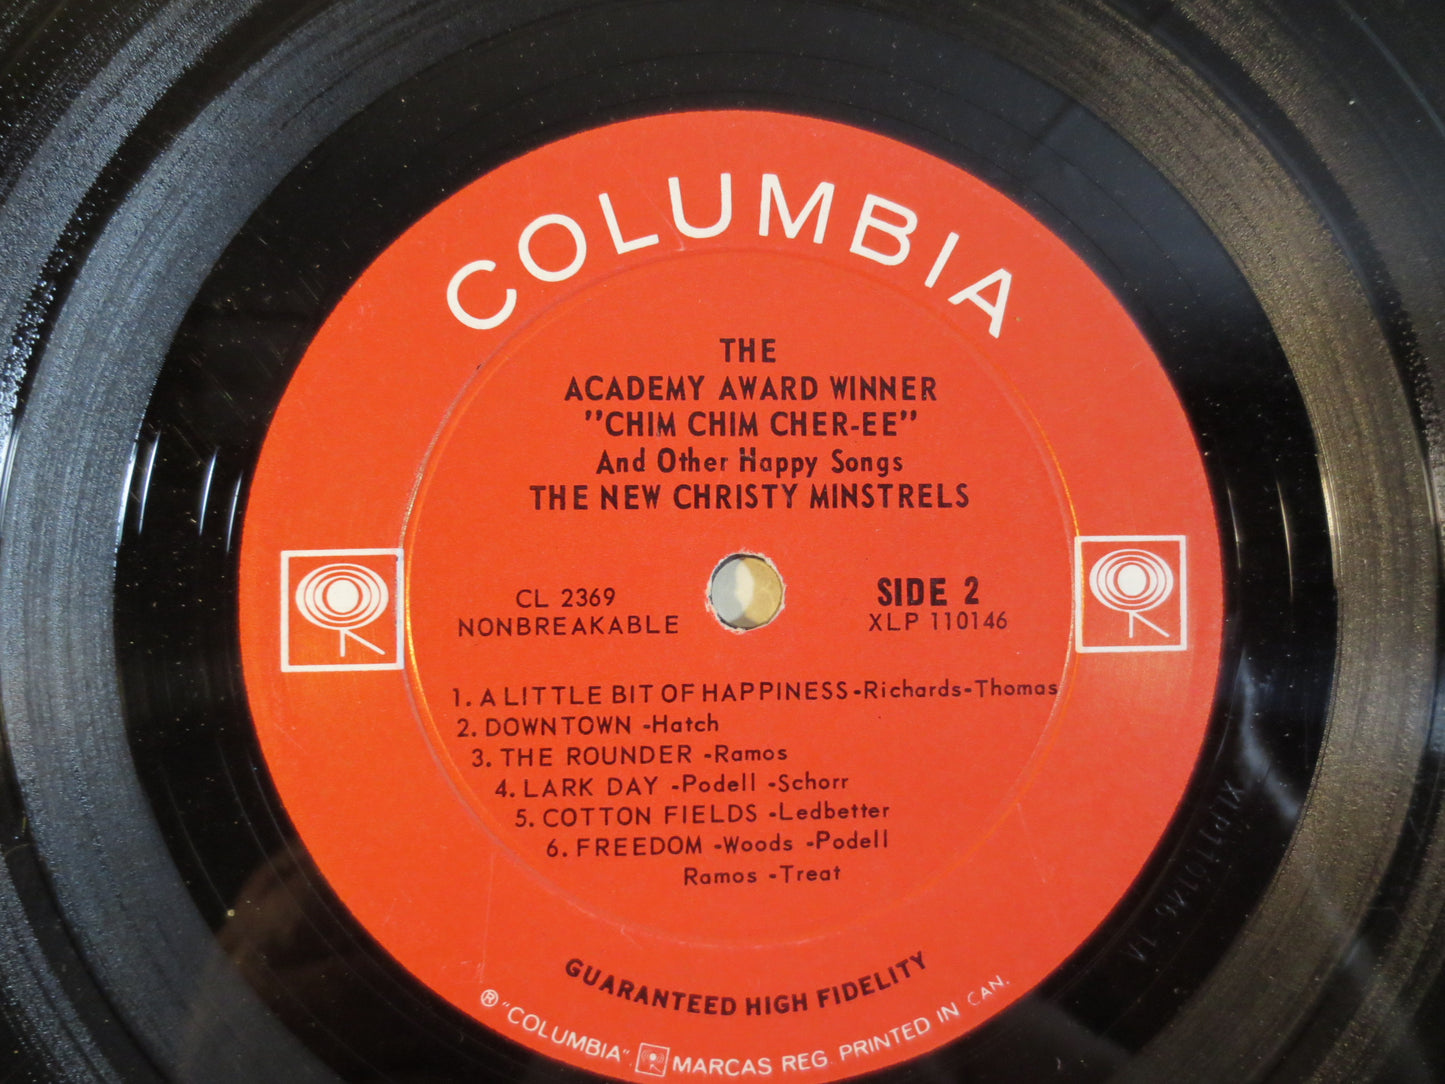 COLUMBIA
THE
ACADEMY AWARD WINNER
"CHIM CHIM CHER-EE"
And Other Happy Songs
THE NEW CHRISTY MINSTRELS
CL 2369
NONBREAKABLE
SIDE 2
XLP 110146
1. A LITTLE BIT OF HAPPINESS -Richards-Thomas
2. DOWNTOWN -Hatch
3. THE ROUNDER -Ramos
4. LARK DAY -Podell -Schorr
5. COTTON FIELDS -Ledbetter
6. FREEDOM -Woods -Podell
Ramos -Treat
GUARANTEED HIGH FIDELITY
® "COLUMBIA", MARCAS REG. PRINTED IN CAN.
XLP110146 1A